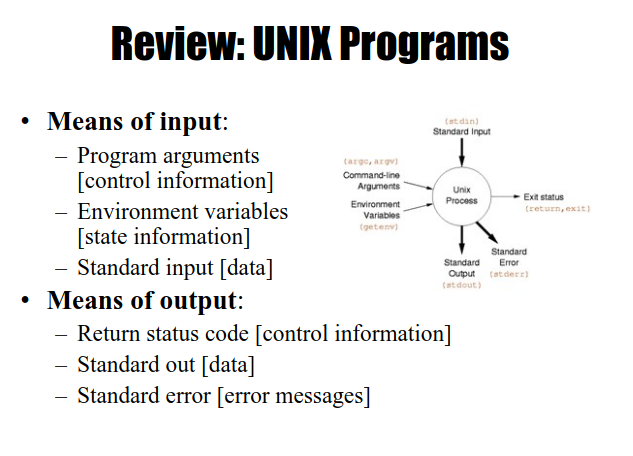 Review: UNIX Programs
• Means of input:
– Program arguments
[control information]
– Environment variables
[state information]
– Standard input [data]
• Means of output:
– Return status code [control information]
– Standard out [data]
– Standard error [error messages]
(stdin)
Standard Input
(argc, argv)
Command-line
Arguments
Environment
Variables
(getenv)
Unix
Process
Exit status
(return, exit)
Standard
Error
(stderr)
Standard
Output
(stdout)